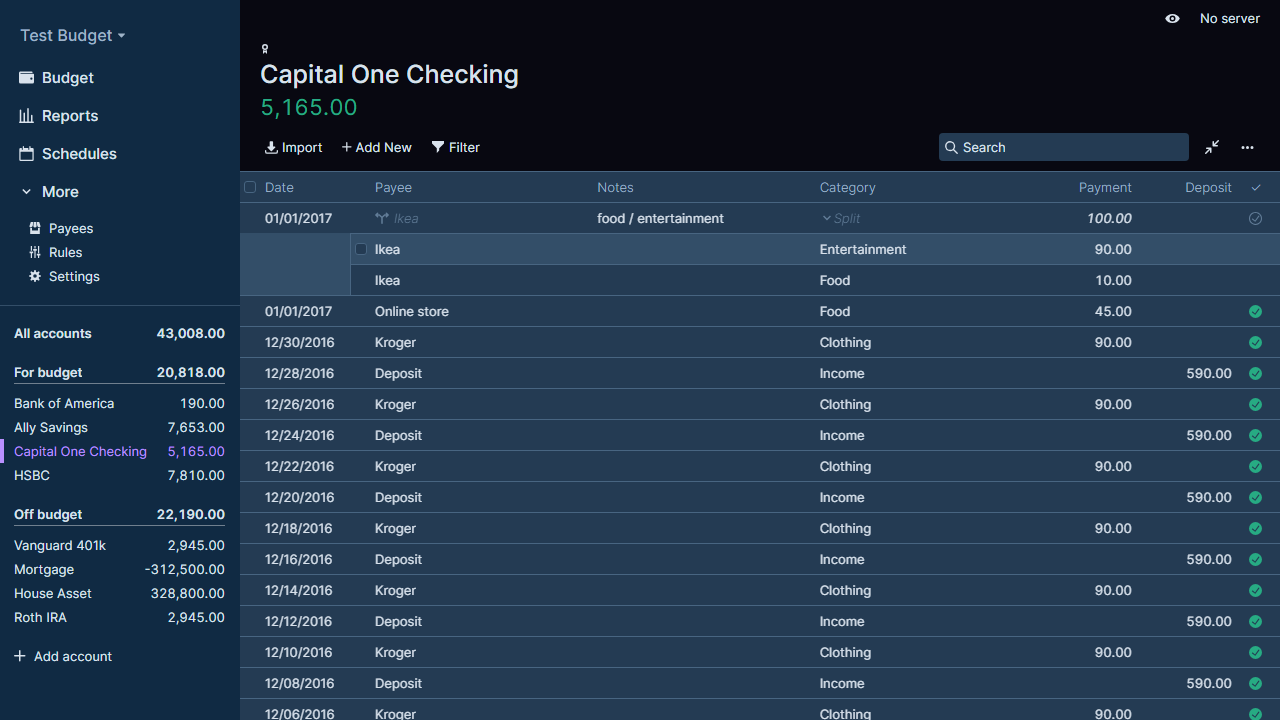 Test Budget
Budget
Reports
Schedules
More
Payees
Rules
Settings
All accounts 43,008.00
For budget 20,818.00
Bank of America 190.00
Ally Savings 7,653.00
Capital One Checking 5,165.00
HSBC 7,810.00
Off budget 22,190.00
Vanguard 401k 2,945.00
Mortgage -312,500.00
House Asset 328,800.00
Roth IRA 2,945.00
Add account
No server
Capital One Checking
5,165.00
Import Add New Filter Search
Date Payee Notes Category Payment Deposit
01/01/2017 Ikea food / entertainment Split 100.00
Ikea Entertainment 90.00
Ikea Food 10.00
01/01/2017 Online store Food 45.00
12/30/2016 Kroger Clothing 90.00
12/28/2016 Deposit Income 590.00
12/26/2016 Kroger Clothing 90.00
12/24/2016 Deposit Income 590.00
12/22/2016 Kroger Clothing 90.00
12/20/2016 Deposit Income 590.00
12/18/2016 Kroger Clothing 90.00
12/16/2016 Deposit Income 590.00
12/14/2016 Kroger Clothing 90.00
12/12/2016 Deposit Income 590.00
12/10/2016 Kroger Clothing 90.00
12/08/2016 Deposit Income 590.00
12/06/2016 Kroger Clothing 90.00